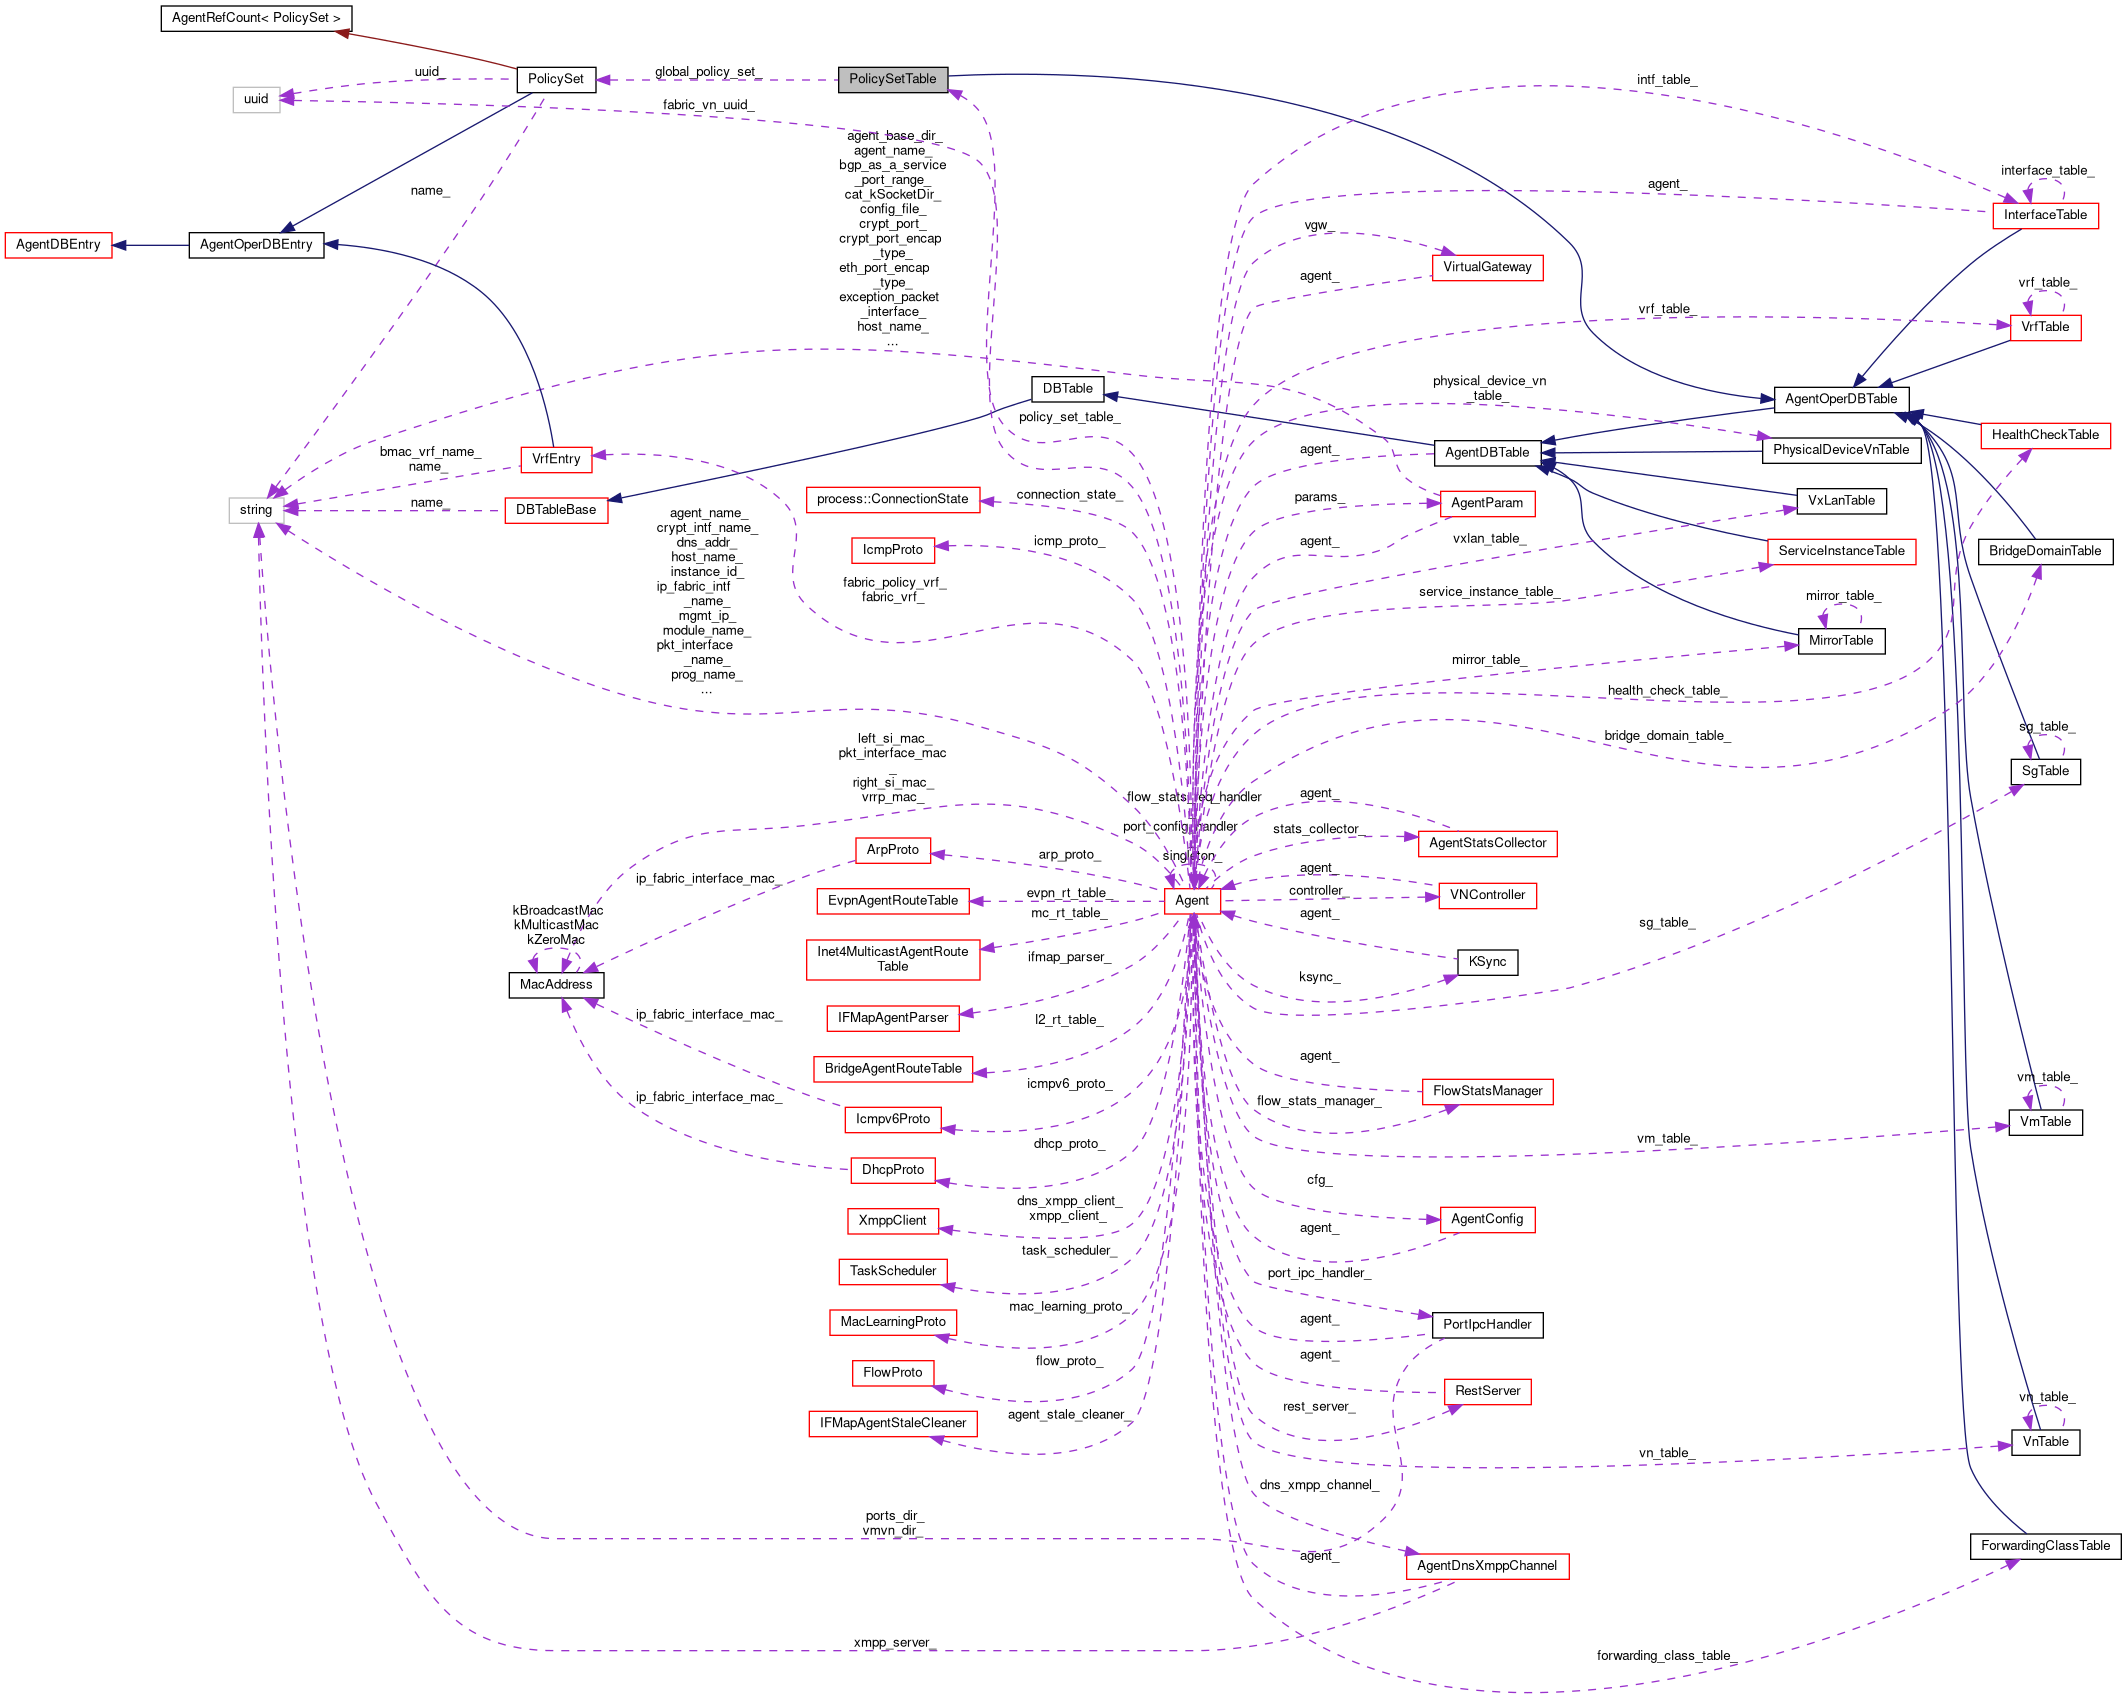 AgentRefCount< PolicySet >
PolicySet
PolicySetTable
uuid
uuid_
global_policy_set_
fabric_vn_uuid_
name_
AgentDBEntry
AgentOperDBEntry
agent_base_dir_
agent_name_
bgp_as_a_service
_port_range_
cat_kSocketDir_
config_file_
crypt_port_
crypt_port_encap
_type_
eth_port_encap
_type_
exception_packet
_interface_
host_name_
...
intf_table_
agent_
interface_table_
InterfaceTable
vgw_
VirtualGateway
agent_
vrf_table_
vrf_table_
VrfTable
DBTable
policy_set_table_
physical_device_vn
_table_
AgentOperDBTable
HealthCheckTable
AgentDBTable
PhysicalDeviceVnTable
agent_
bmac_vrf_name_
name_
VrfEntry
string
name_
DBTableBase
process::ConnectionState
connection_state_
params_
AgentParam
VxLanTable
vxlan_table_
agent_
IcmpProto
icmp_proto_
ServiceInstanceTable
BridgeDomainTable
service_instance_table_
fabric_policy_vrf_
fabric_vrf_
agent_name_
crypt_intf_name_
dns_addr_
host_name_
instance_id_
ip_fabric_intf
_name_
mgmt_ip_
module_name_
pkt_interface
_name_
prog_name_
...
mirror_table_
MirrorTable
mirror_table_
health_check_table_
bridge_domain_table_
sg_table_
SgTable
left_si_mac_
pkt_interface_mac
_
right_si_mac_
vrrp_mac_
flow_stats_req_handler
_
port_config_handler
_
singleton_
agent_
stats_collector_
AgentStatsCollector
ArpProto
arp_proto_
ip_fabric_interface_mac_
Agent
agent_
controller_
VNController
EvpnAgentRouteTable
evpn_rt_table_
mc_rt_table_
Inet4MulticastAgentRoute
Table
agent_
KSync
ksync_
sg_table_
kBroadcastMac
kMulticastMac
kZeroMac
MacAddress
ifmap_parser_
IFMapAgentParser
ip_fabric_interface_mac_
l2_rt_table_
BridgeAgentRouteTable
icmpv6_proto_
Icmpv6Proto
ip_fabric_interface_mac_
agent_
FlowStatsManager
flow_stats_manager_
vm_table_
VmTable
vm_table_
dhcp_proto_
DhcpProto
dns_xmpp_client_
xmpp_client_
XmppClient
cfg_
AgentConfig
agent_
task_scheduler_
TaskScheduler
port_ipc_handler_
PortIpcHandler
agent_
mac_learning_proto_
MacLearningProto
flow_proto_
FlowProto
agent_
RestServer
rest_server_
agent_stale_cleaner_
IFMapAgentStaleCleaner
vn_table_
VnTable
vn_table_
dns_xmpp_channel_
ports_dir_
vmvn_dir_
agent_
AgentDnsXmppChannel
ForwardingClassTable
xmpp_server_
forwarding_class_table_